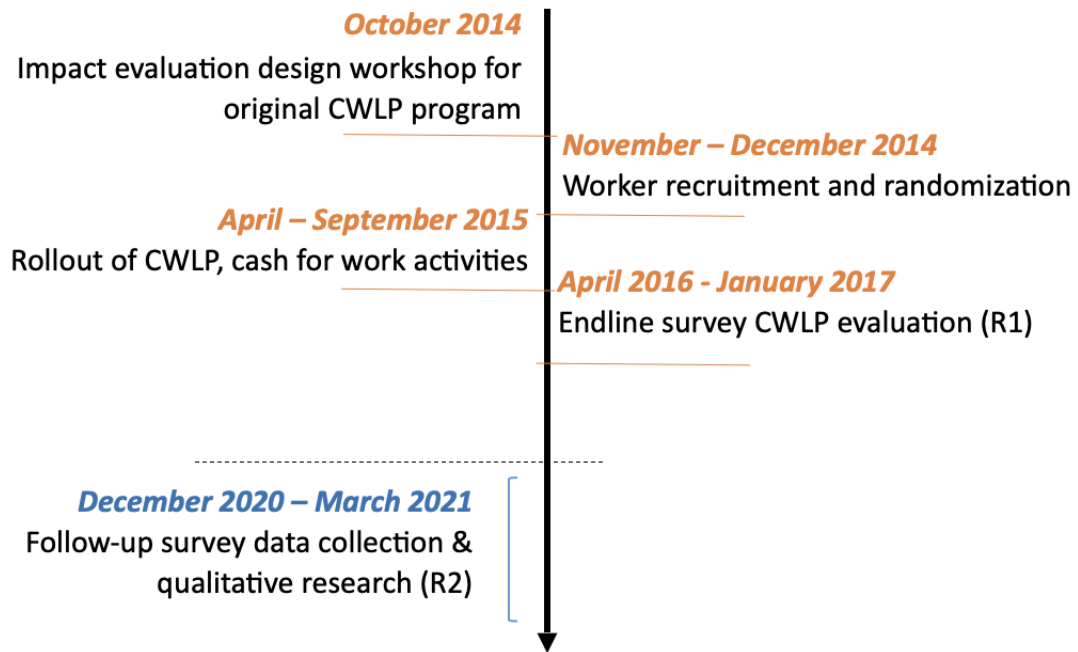 October 2014
Impact evaluation design workshop for
original CWLP program
November – December 2014
Worker recruitment and randomization
April – September 2015
Rollout of CWLP, cash for work activities
April 2016 - January 2017
Endline survey CWLP evaluation (R1)
December 2020 – March 2021
Follow-up survey data collection &
qualitative research (R2)